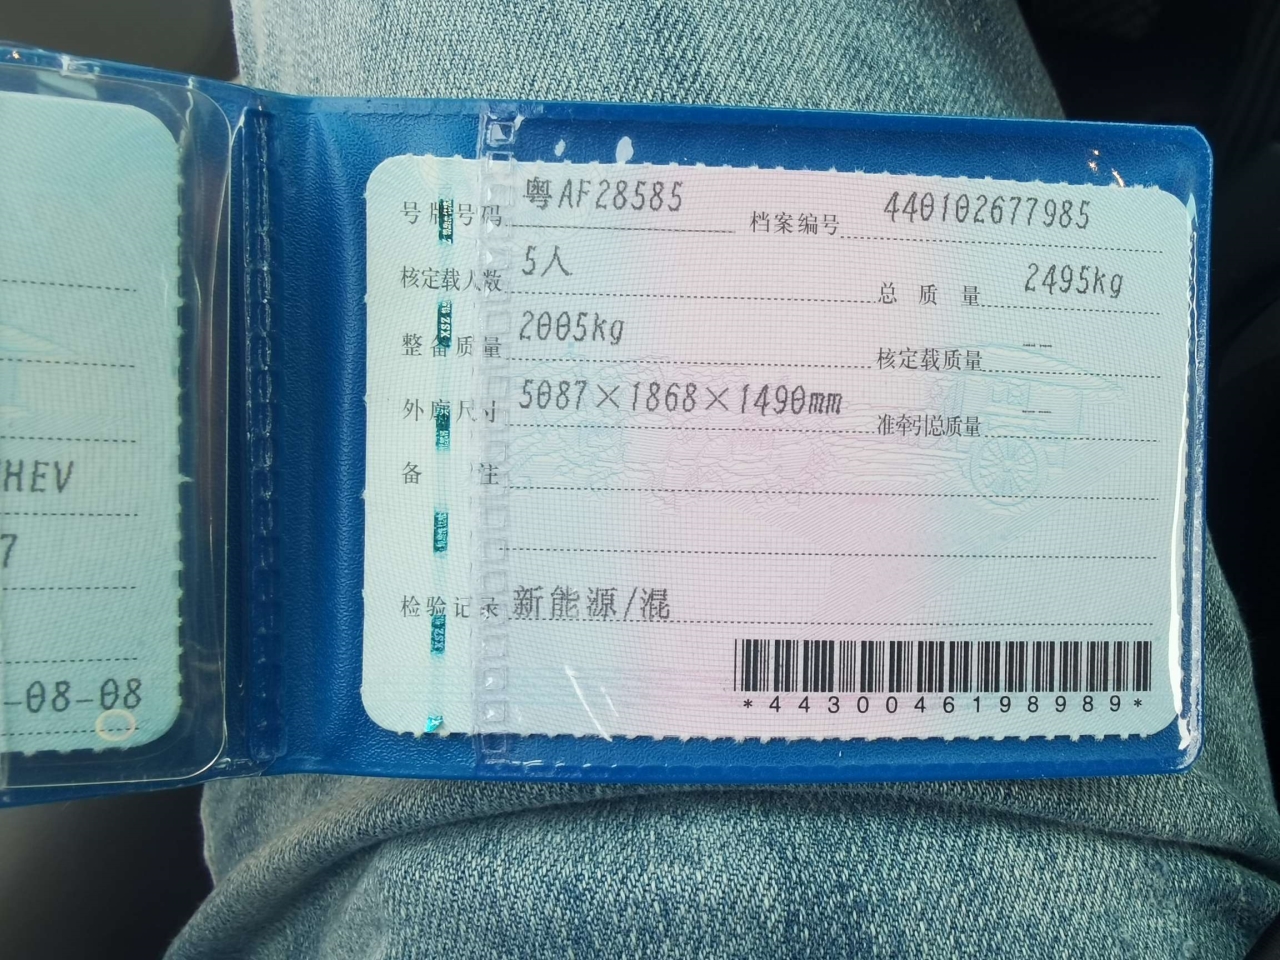 HEV
7
-08-08
号牌号码 粤AF28585 档案编号 440102677985
核定载人数 5人 总质量 2495kg
整备质量 2005kg 核定载质量 --
外廓尺寸 5087×1868×1490mm 准牵引总质量 --
备注
检验记录 新能源/混
*4430046198989*